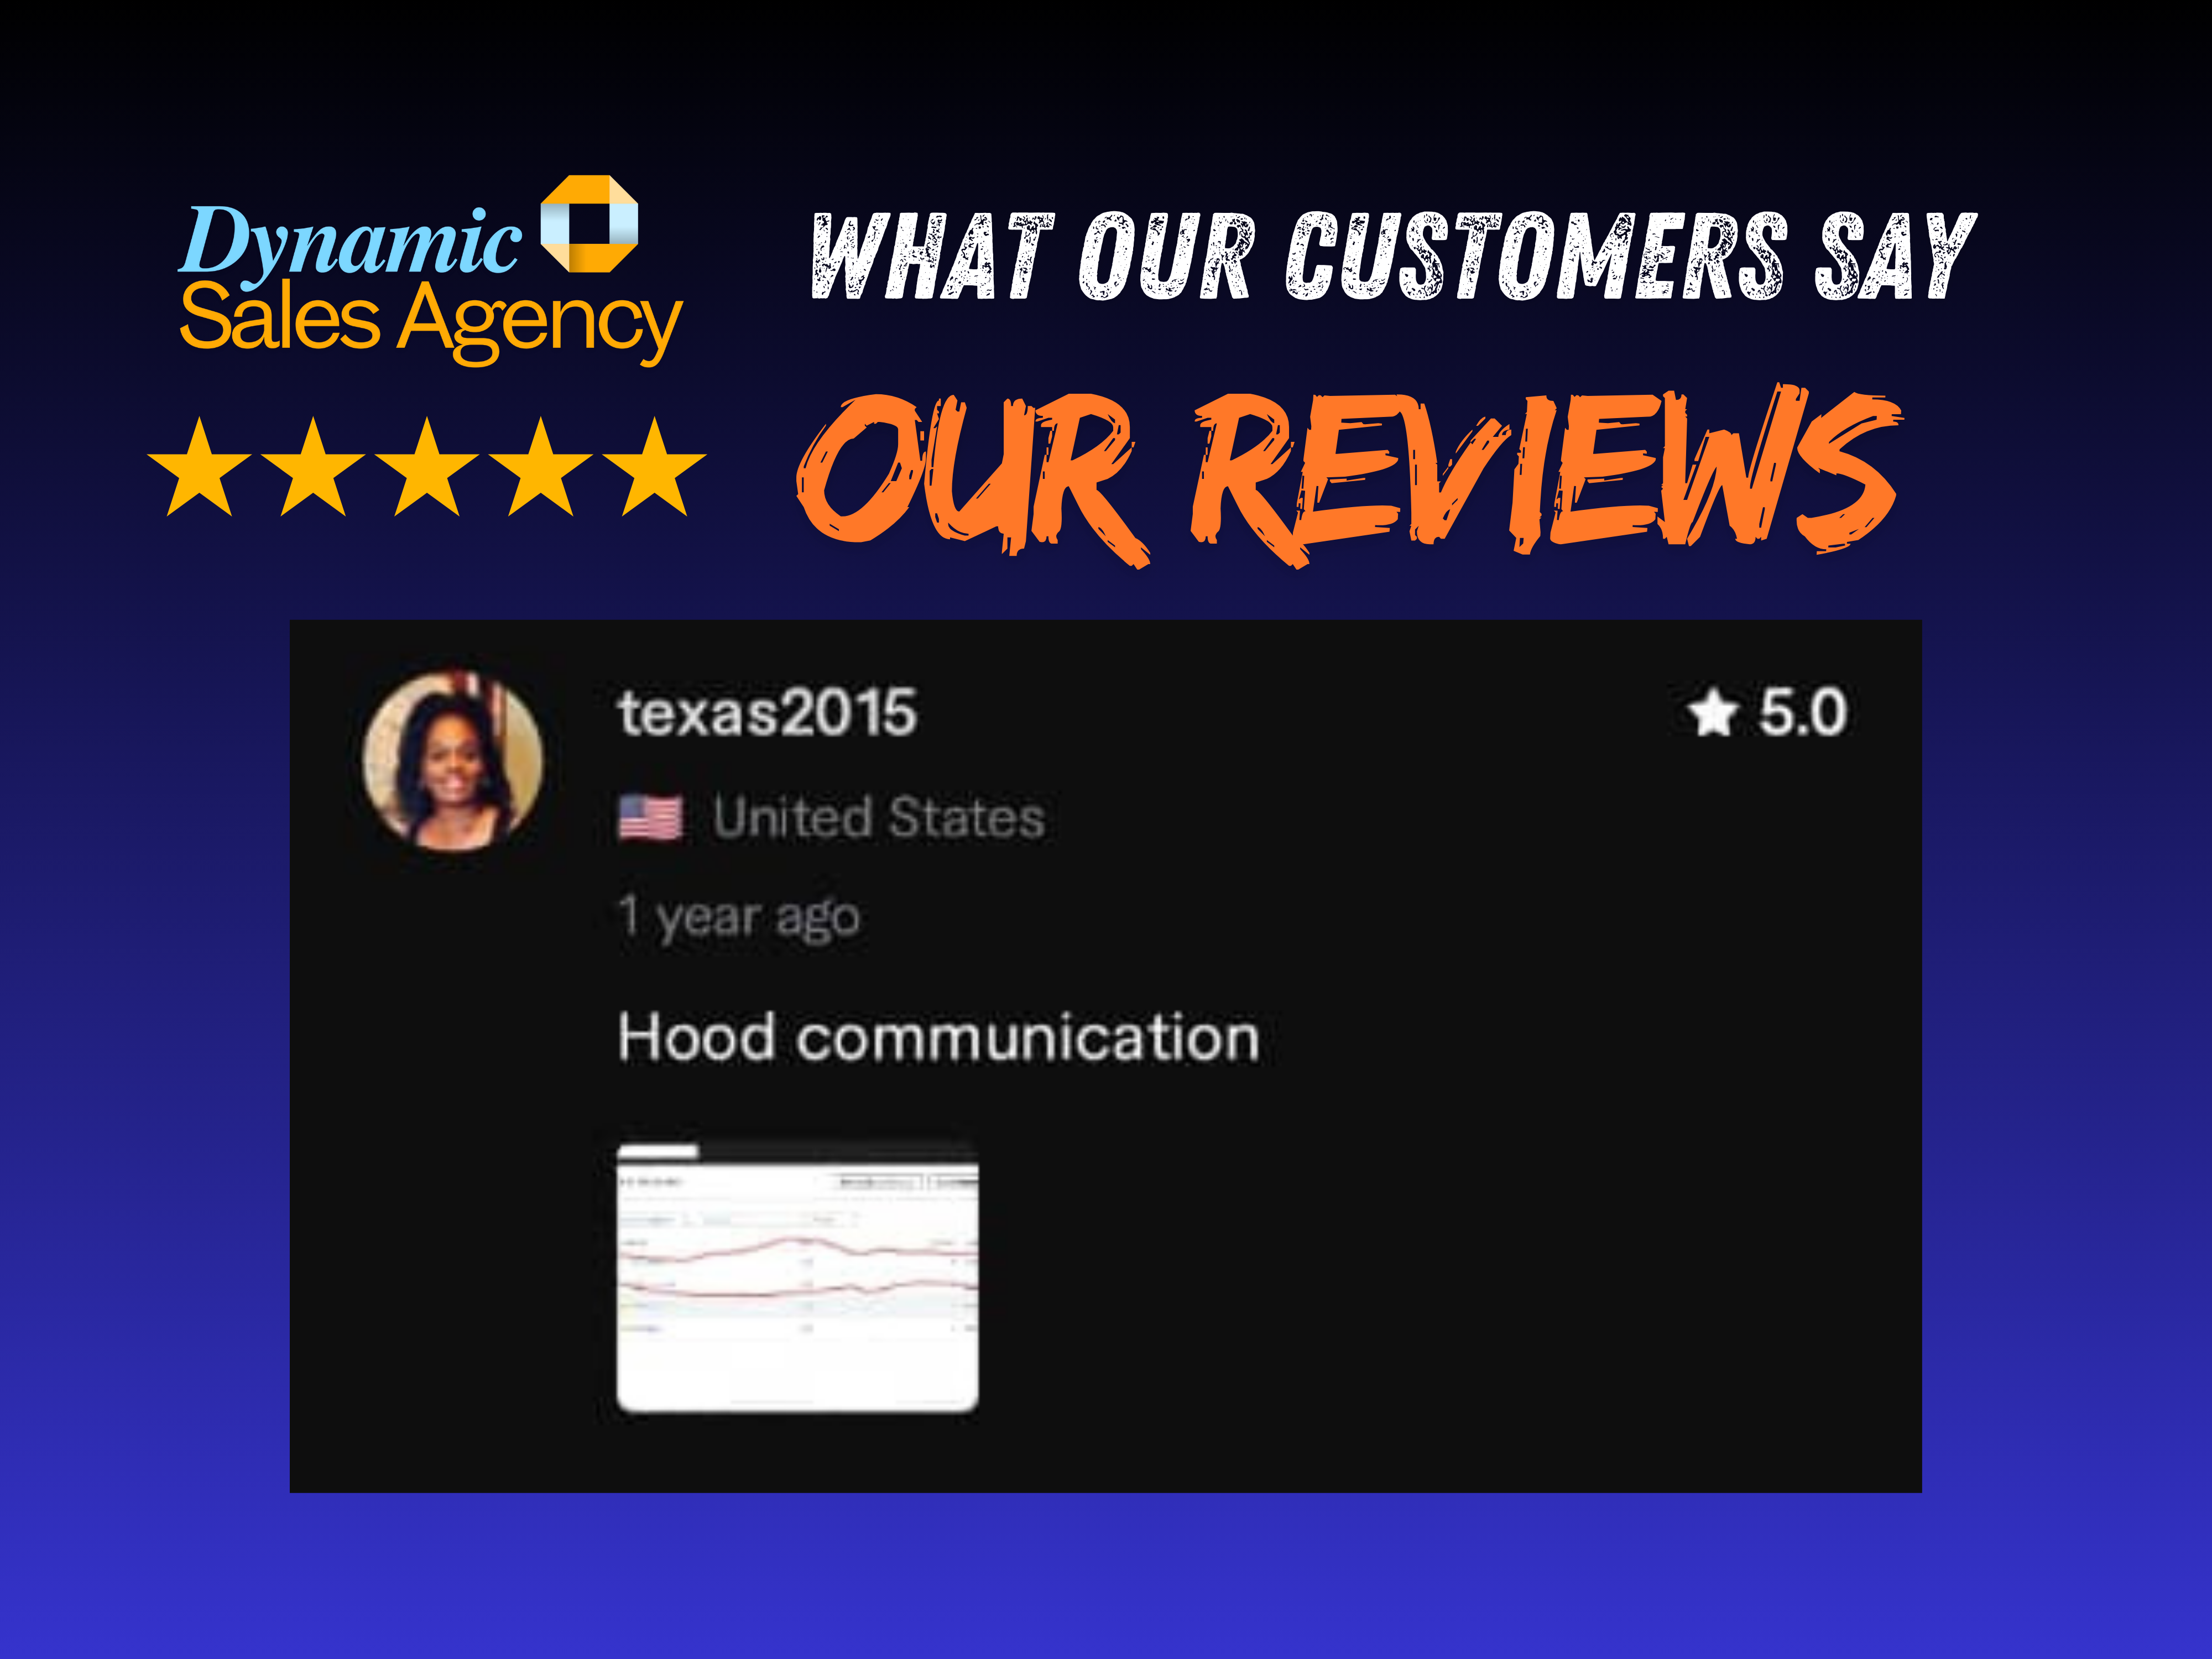 Dynamic
Sales Agency
WHAT OUR CUSTOMERS SAY
OUR REVIEWS
texas2015
5.0
United States
1 year ago
Hood communication